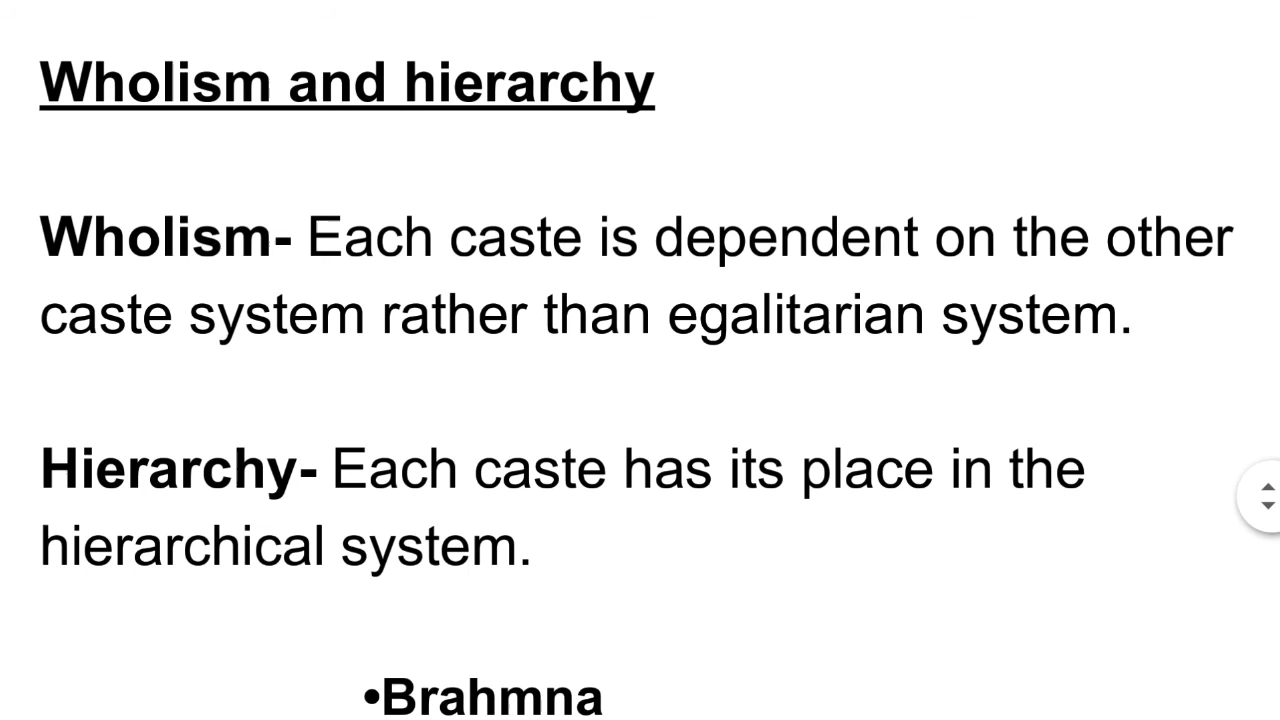 Wholism and hierarchy
Wholism- Each caste is dependent on the other
caste system rather than egalitarian system.
Hierarchy- Each caste has its place in the
hierarchical system.
•Brahmna